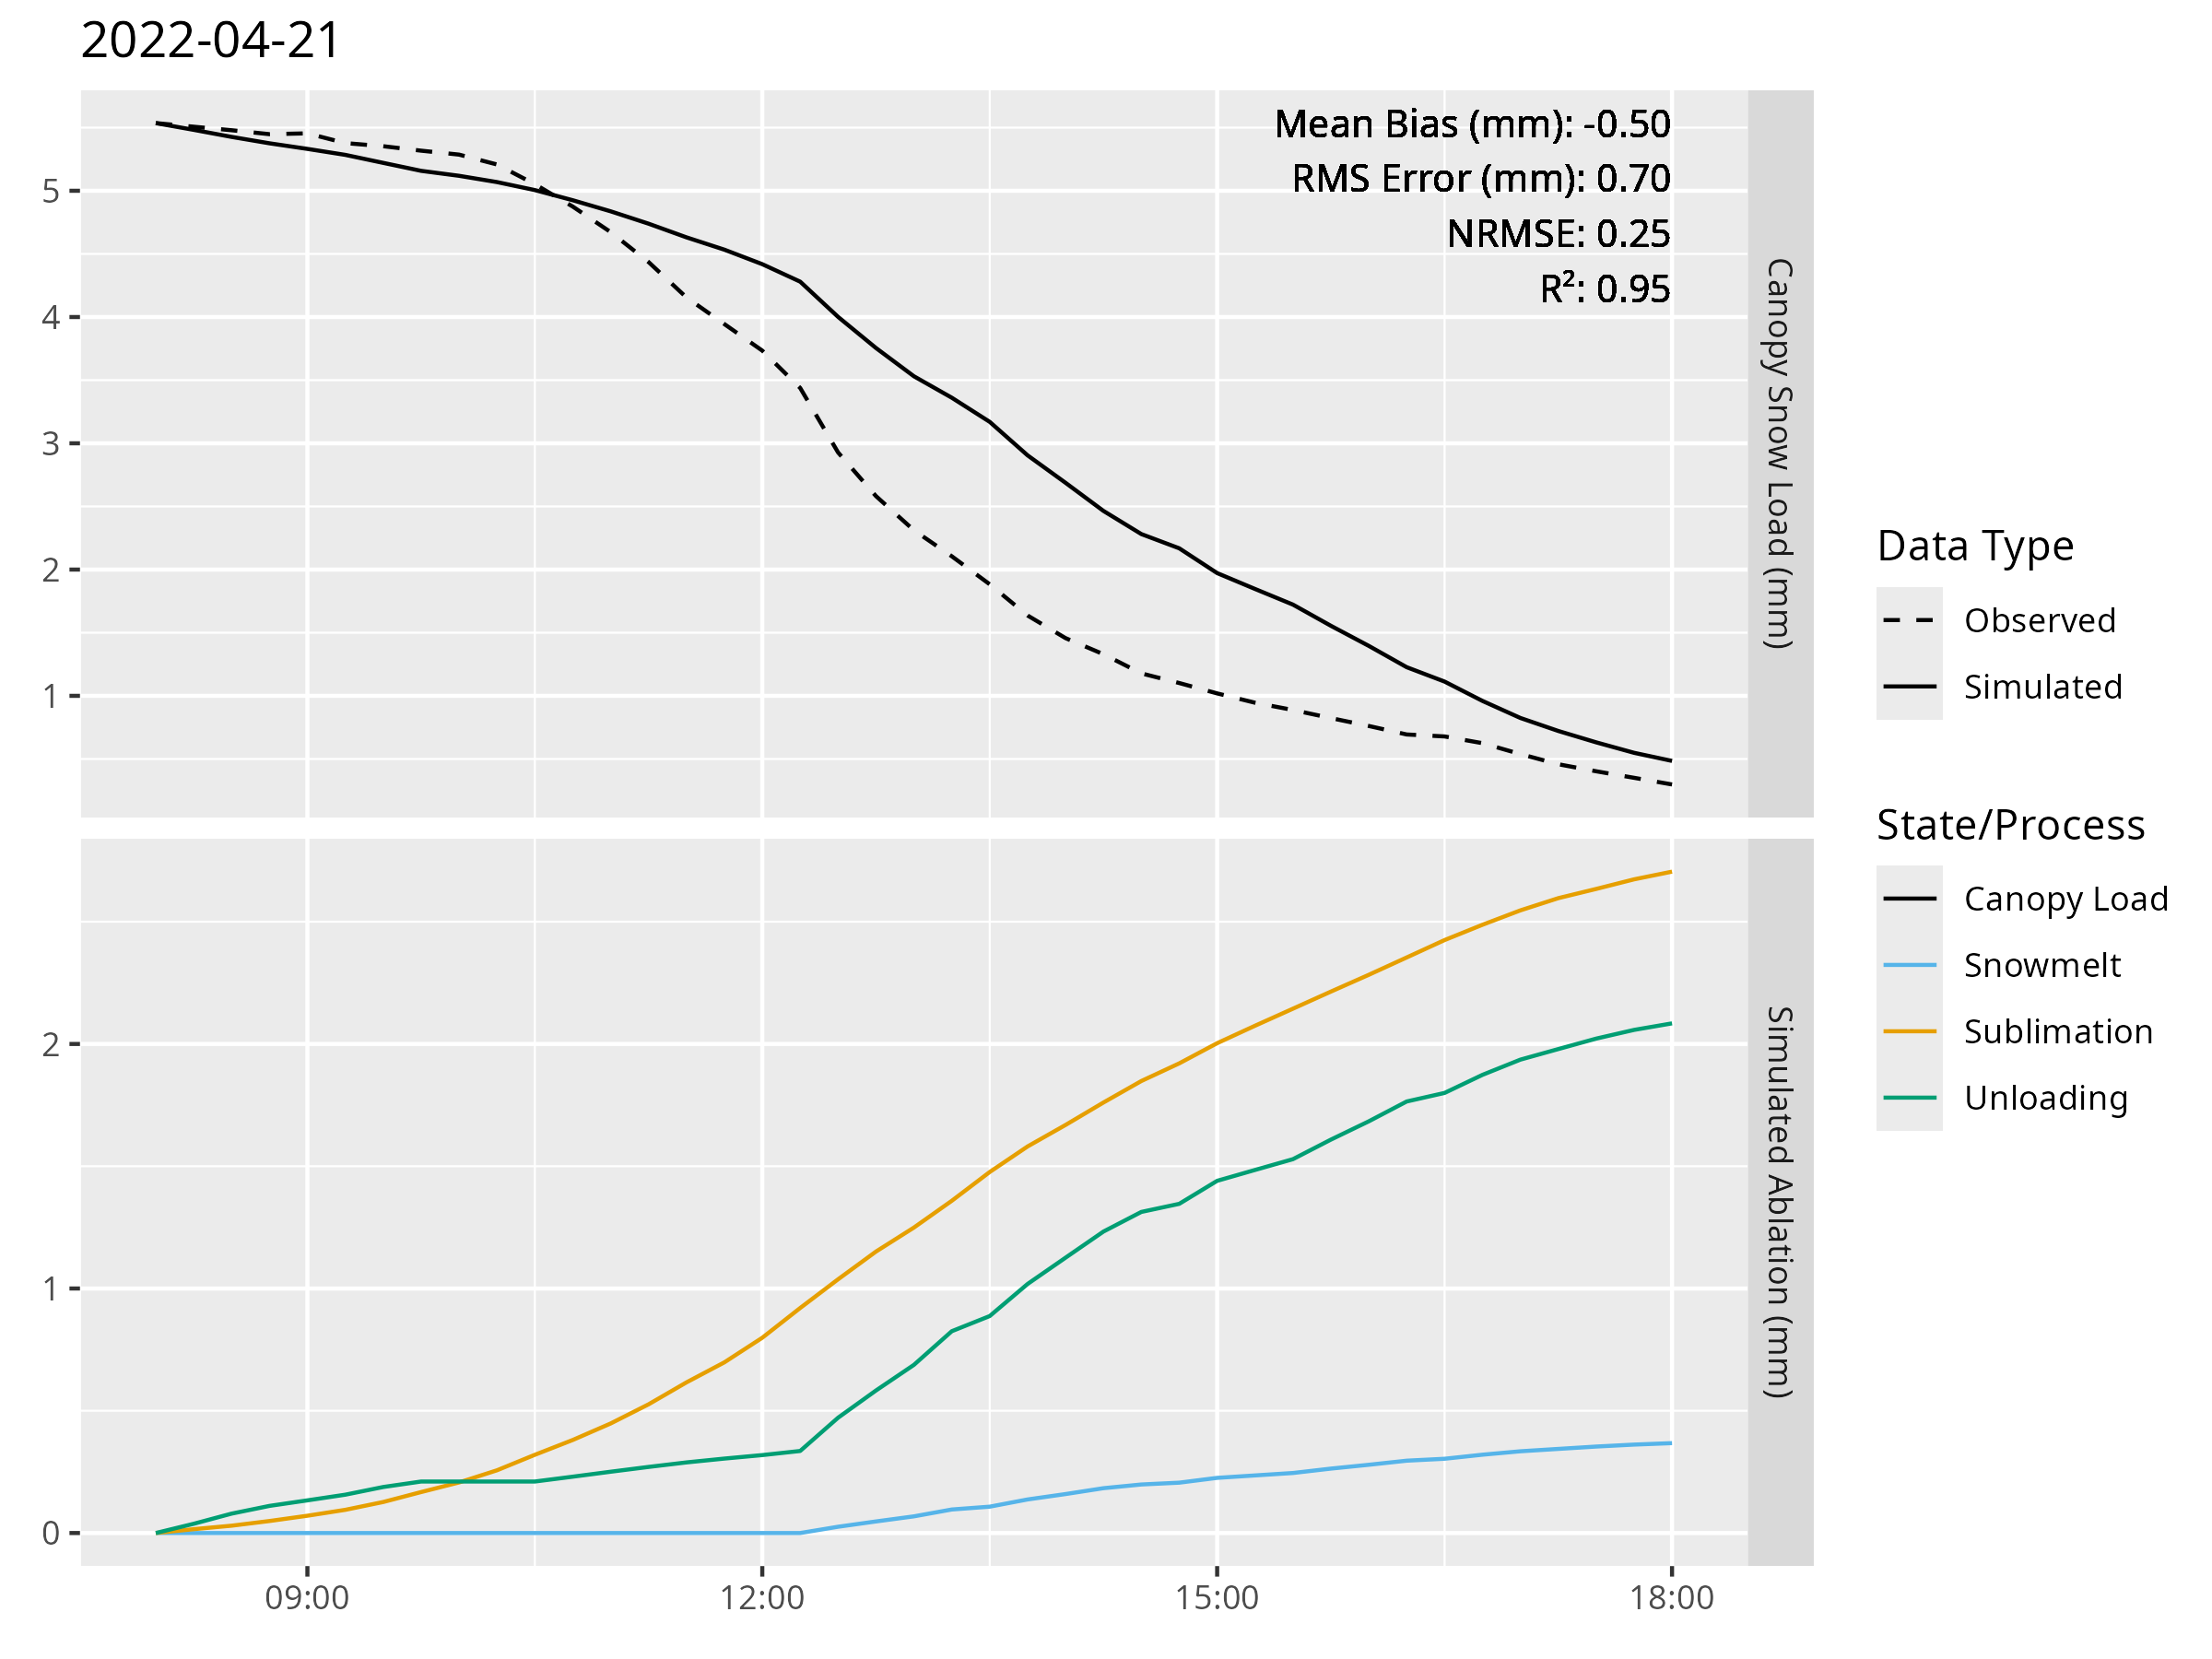 2022-04-21
Mean Bias (mm): -0.50
RMS Error (mm): 0.70
NRMSE: 0.25
R²: 0.95
5
4
3
2
1
Canopy Snow Load (mm)
2
1
0
Simulated Ablation (mm)
09:00
12:00
15:00
18:00
Data Type
Observed
Simulated
State/Process
Canopy Load
Snowmelt
Sublimation
Unloading